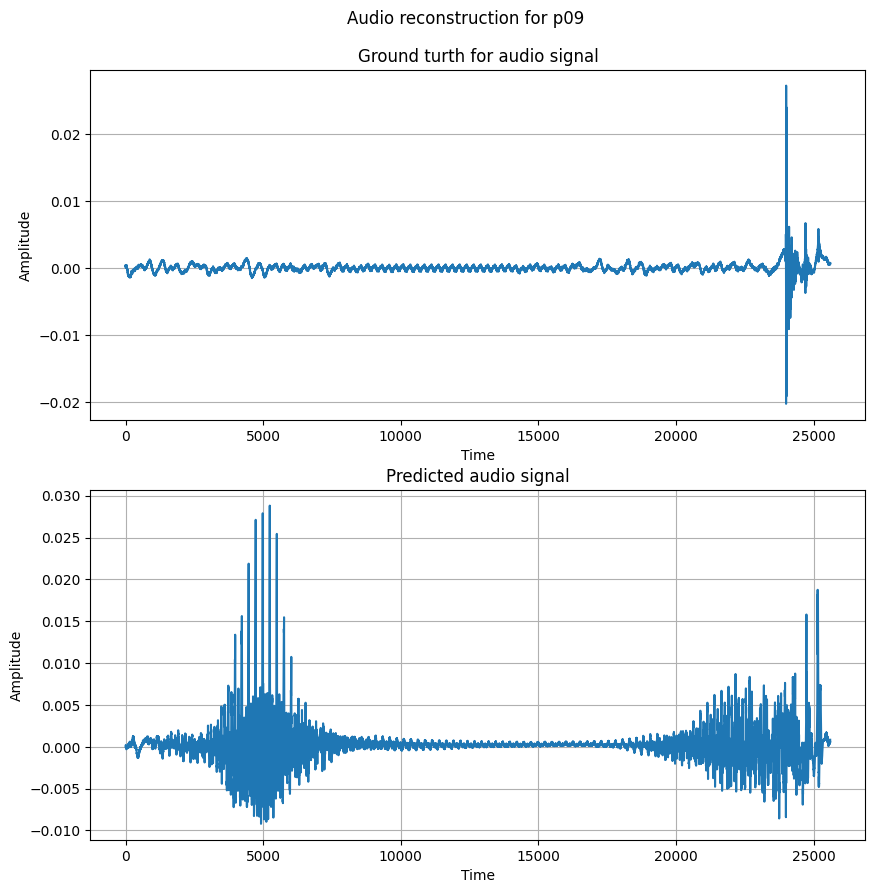 Audio reconstruction for p09
Ground turth for audio signal
Amplitude
0.02
0.01
0.00
−0.01
−0.02
0 5000 10000 15000 20000 25000
Time
Predicted audio signal
Amplitude
0.030
0.025
0.020
0.015
0.010
0.005
0.000
−0.005
−0.010
0 5000 10000 15000 20000 25000
Time